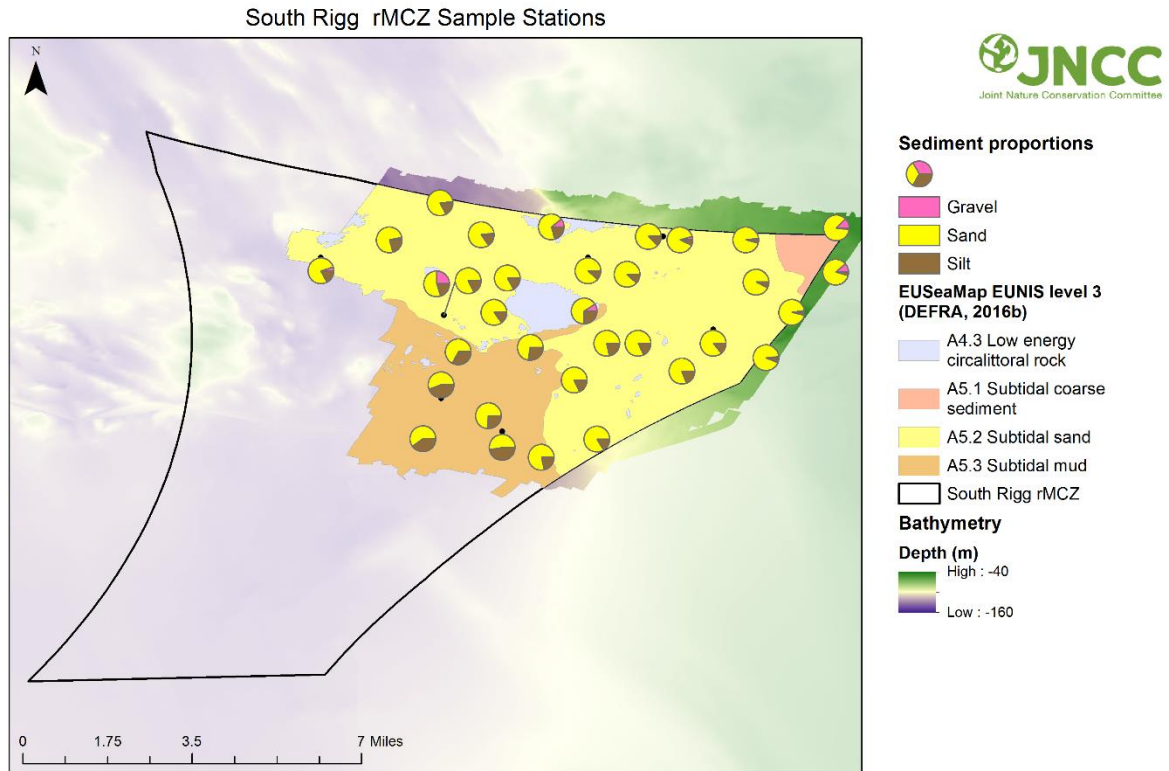 South Rigg rMCZ Sample Stations
N
JNCC
Joint Nature Conservation Committee
Sediment proportions
Gravel
Sand
Silt
EUSeaMap EUNIS level 3
(DEFRA, 2016b)
A4.3 Low energy
circalittoral rock
A5.1 Subtidal coarse
sediment
A5.2 Subtidal sand
A5.3 Subtidal mud
South Rigg rMCZ
Bathymetry
Depth (m)
High : -40
Low : -160
0 1.75 3.5 7 Miles